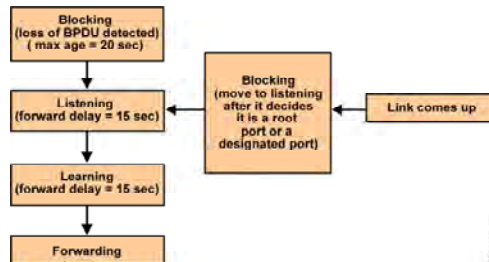 Blocking
(loss of BPDU detected)
( max age = 20 sec)
Listening
(forward delay = 15 sec)
Learning
(forward delay = 15 sec)
Forwarding
Blocking
(move to listening
after it decides
it is a root
port or a
designated port)
Link comes up